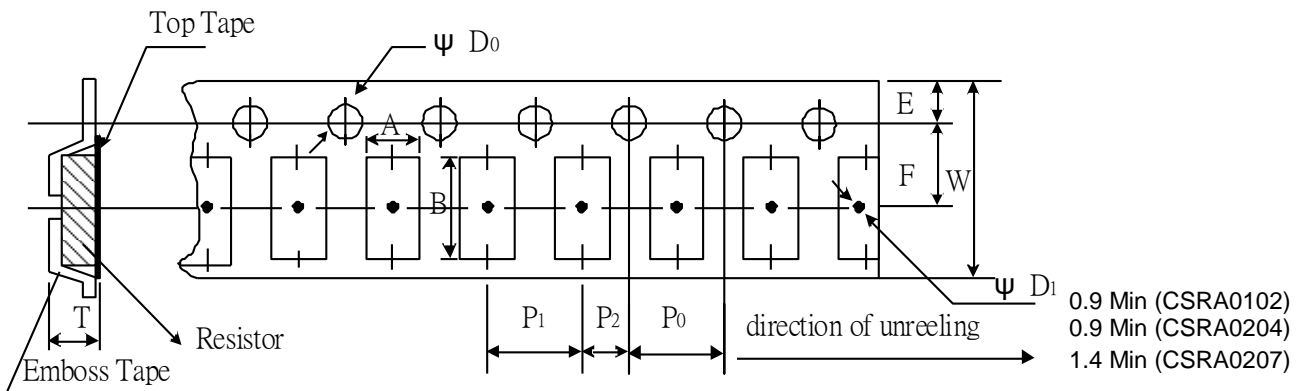 Top Tape
Ψ D0
E
A
F
W
B
Ψ D1
T
P1
P2
P0
0.9 Min (CSRA0102)
direction of unreeling
0.9 Min (CSRA0204)
Resistor
1.4 Min (CSRA0207)
Emboss Tape